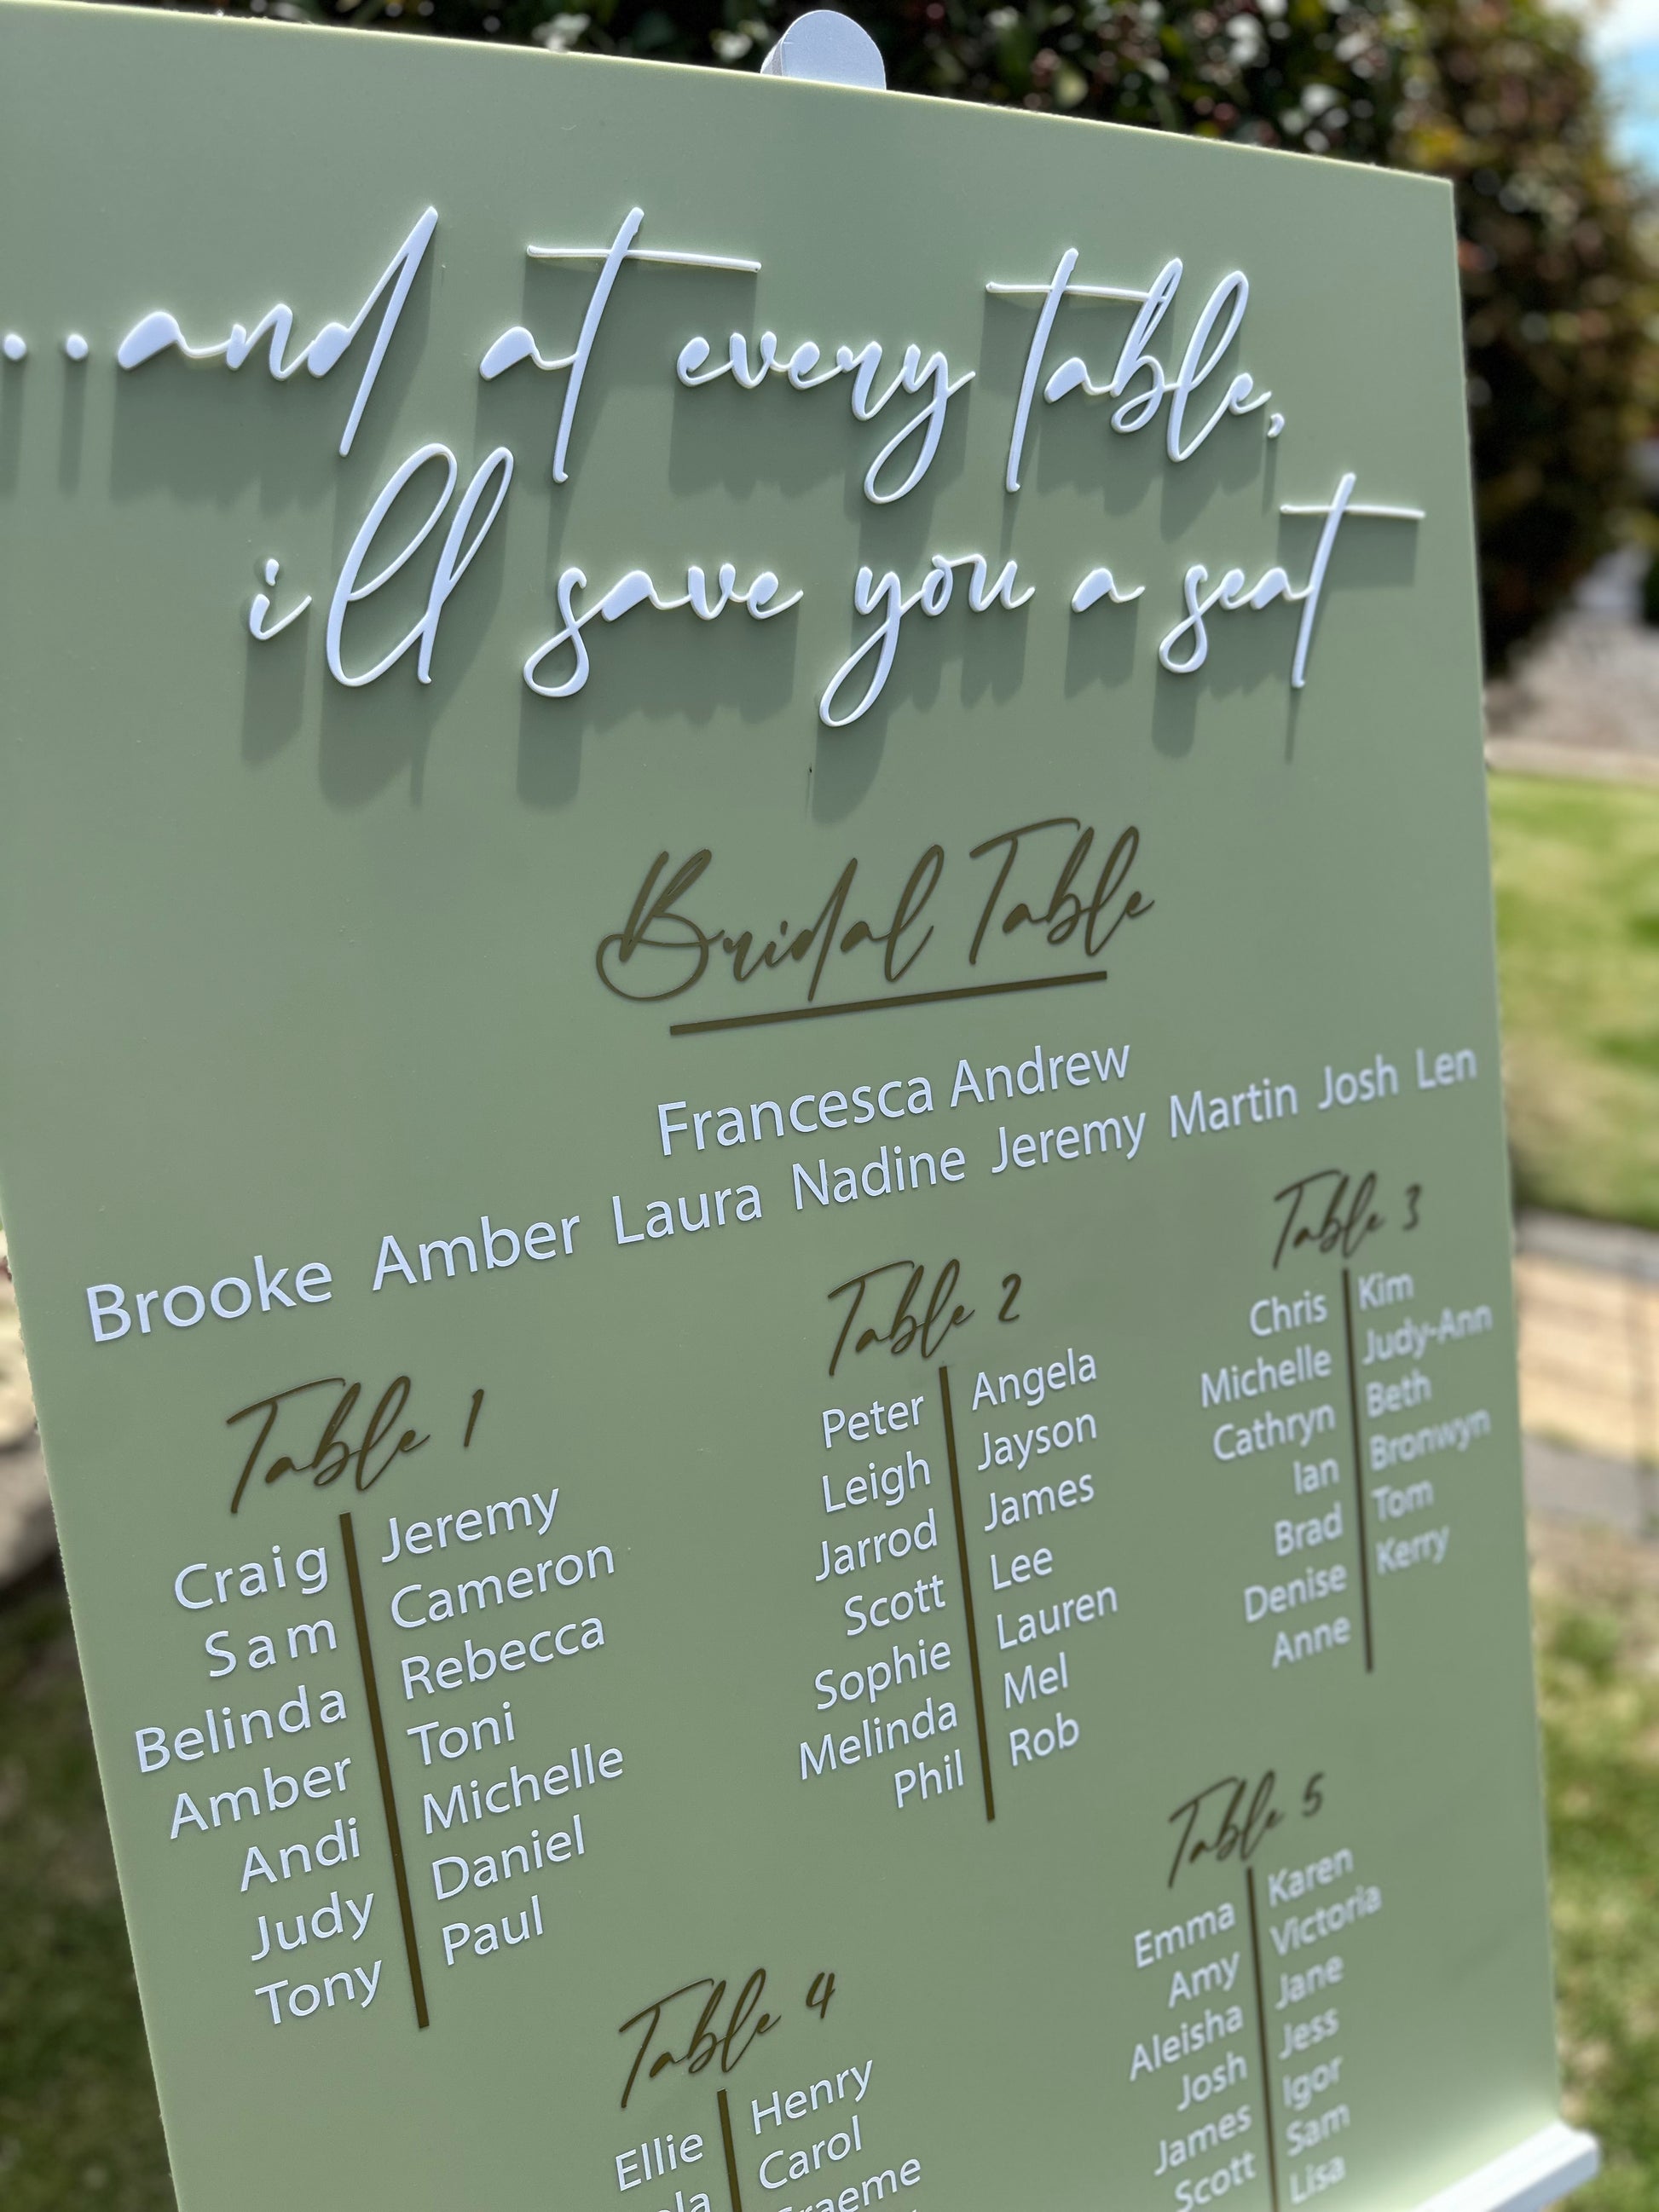 ...and at every table,
ill save you a seat
Bridal Table
Francesca Andrew
Brooke Amber Laura Nadine Jeremy Martin Josh Len
Table 1
Craig Jeremy
Sam Cameron
Belinda Rebecca
Amber Toni
Andi Michelle
Judy Daniel
Tony Paul
Table 2
Peter Angela
Leigh Jayson
Jarrod James
Scott Lee
Sophie Lauren
Melinda Mel
Phil Rob
Table 3
Chris Kim
Michelle Judy-Ann
Cathryn Beth
Ian Bronwyn
Brad Tom
Denise Kerry
Anne
Table 4
Ellie Henry
Carol
Table 5
Emma Karen
Amy Victoria
Aleisha Jane
Josh Jess
James Igor
Scott Sam
Lisa